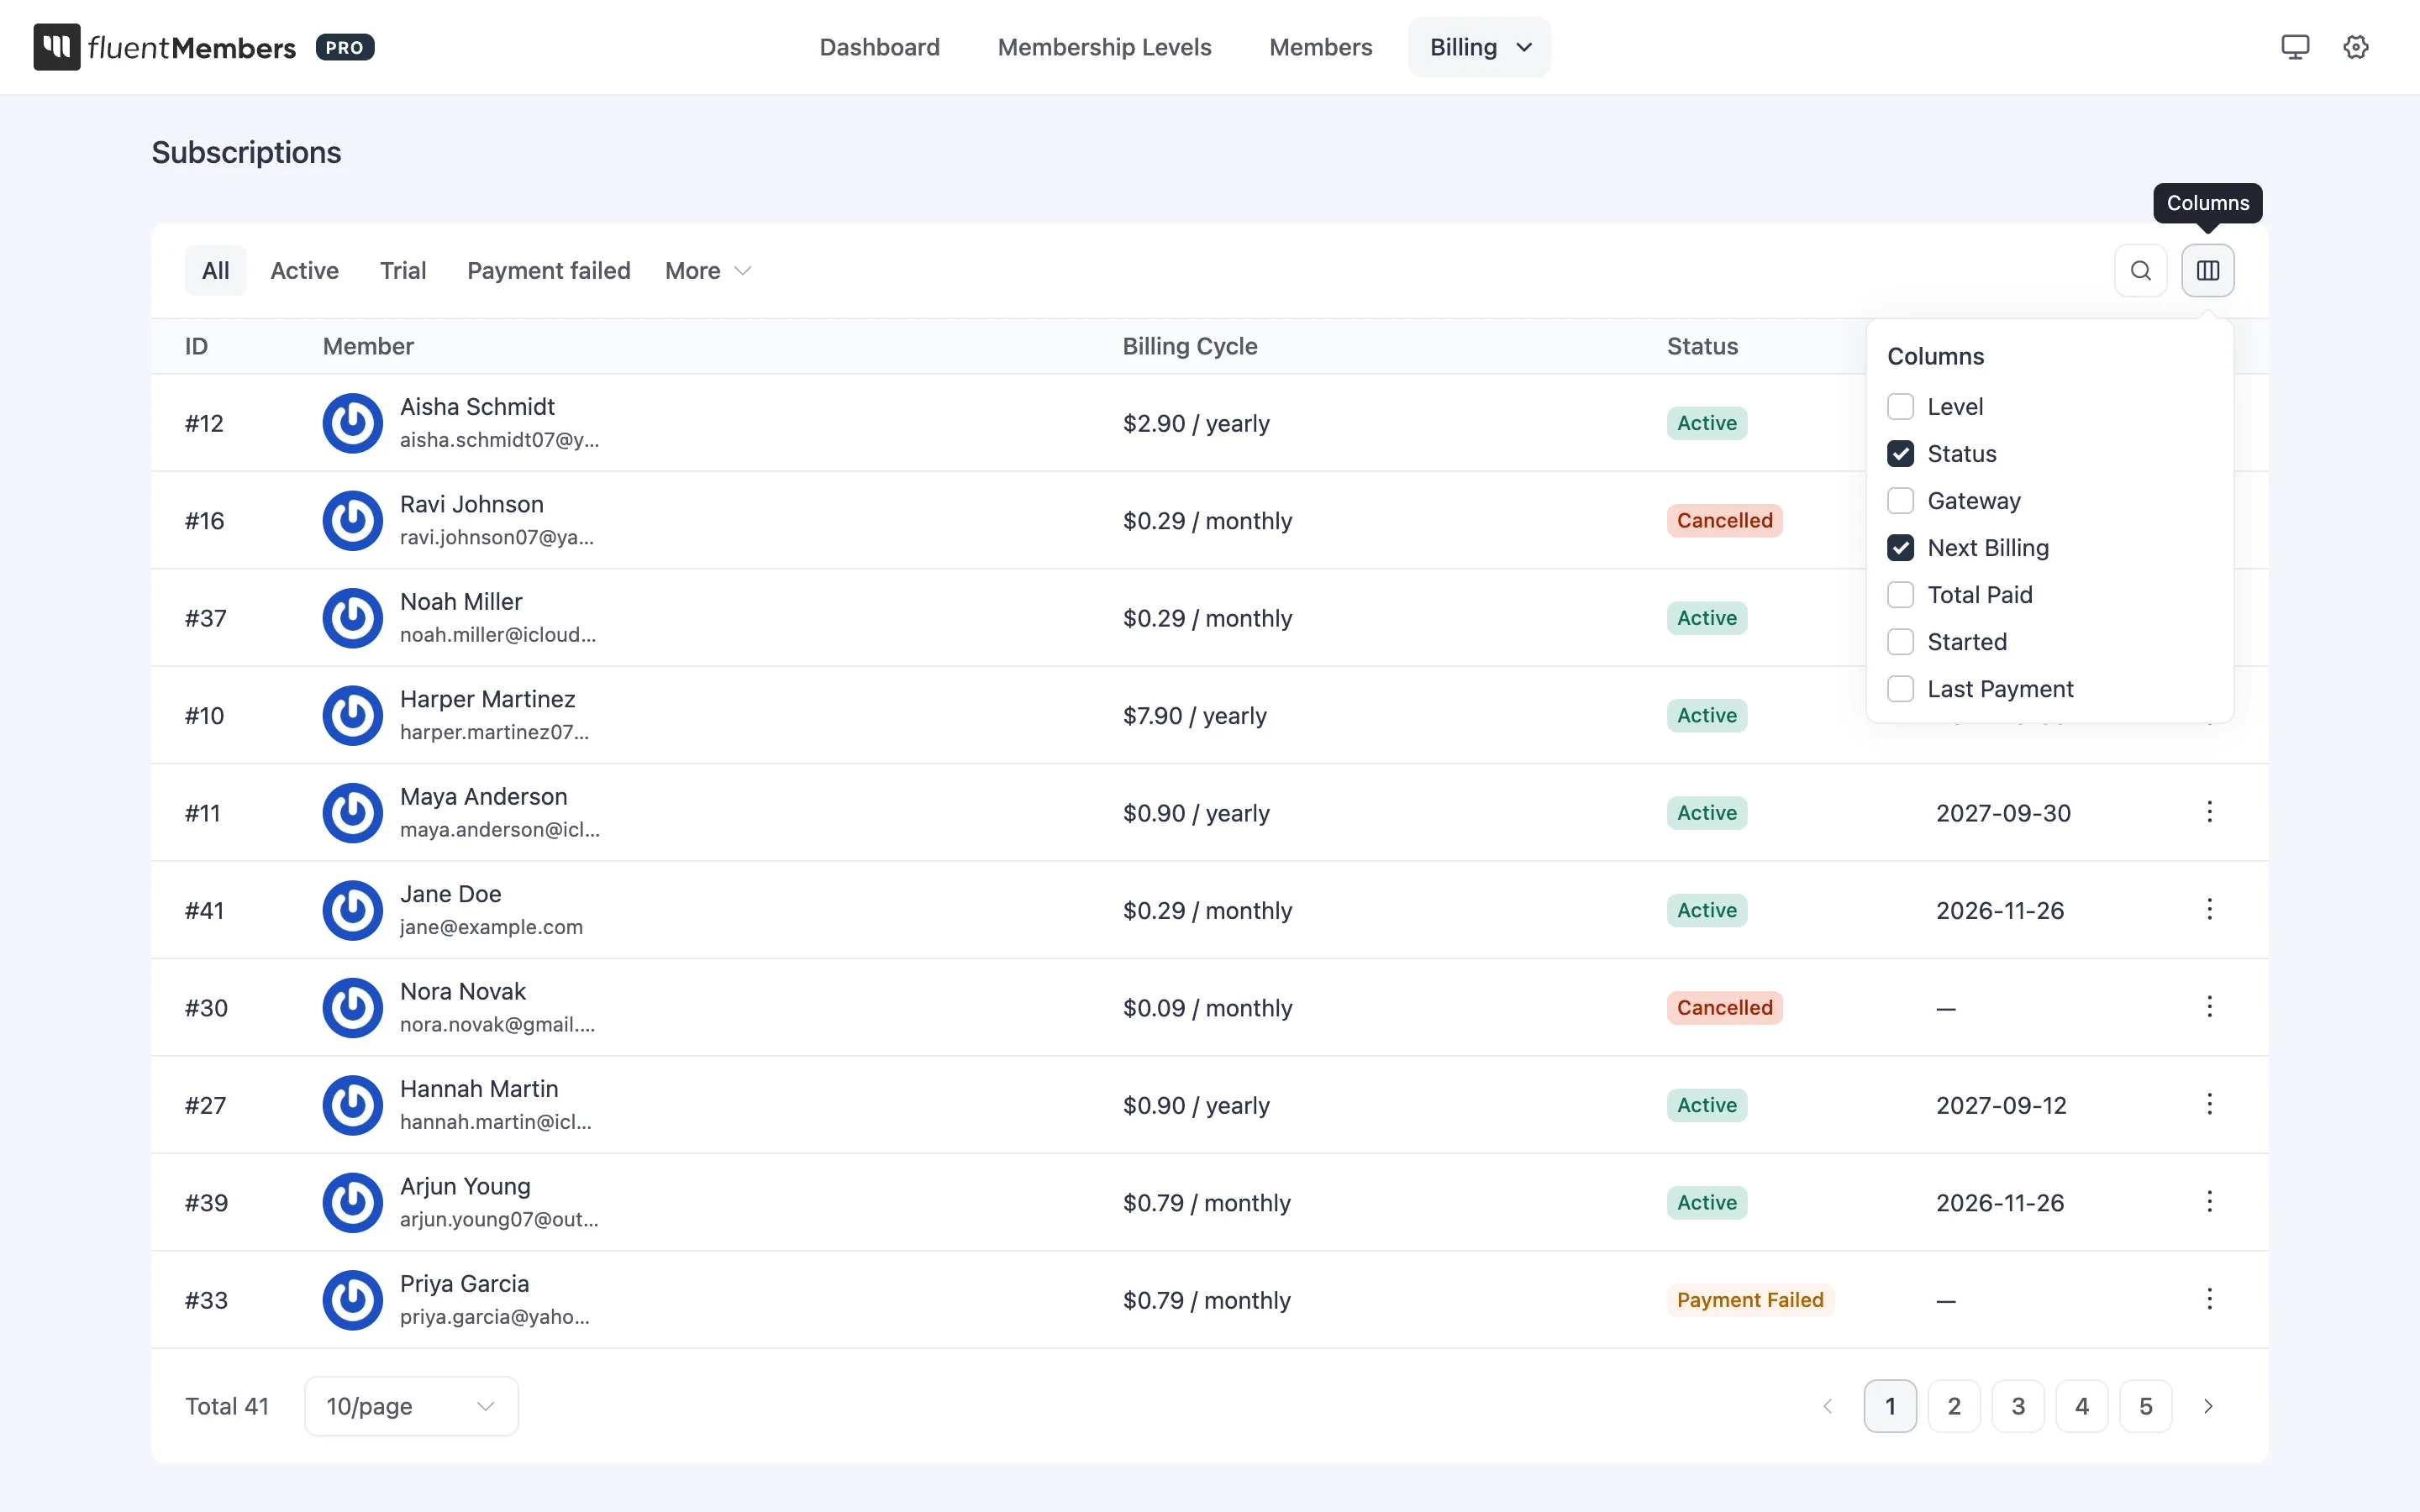 fluentMembers PRO
Dashboard
Membership Levels
Members
Billing
Subscriptions
Columns
All
Active
Trial
Payment failed
More
ID
Member
Billing Cycle
Status
Columns
Level
Status
Gateway
Next Billing
Total Paid
Started
Last Payment
#12
Aisha Schmidt
aisha.schmidt07@y...
$2.90 / yearly
Active
#16
Ravi Johnson
ravi.johnson07@ya...
$0.29 / monthly
Cancelled
#37
Noah Miller
noah.miller@icloud...
$0.29 / monthly
Active
#10
Harper Martinez
harper.martinez07...
$7.90 / yearly
Active
#11
Maya Anderson
maya.anderson@icl...
$0.90 / yearly
Active
2027-09-30
#41
Jane Doe
jane@example.com
$0.29 / monthly
Active
2026-11-26
#30
Nora Novak
nora.novak@gmail....
$0.09 / monthly
Cancelled
—
#27
Hannah Martin
hannah.martin@icl...
$0.90 / yearly
Active
2027-09-12
#39
Arjun Young
arjun.young07@out...
$0.79 / monthly
Active
2026-11-26
#33
Priya Garcia
priya.garcia@yaho...
$0.79 / monthly
Payment Failed
—
Total 41
10/page
1
2
3
4
5